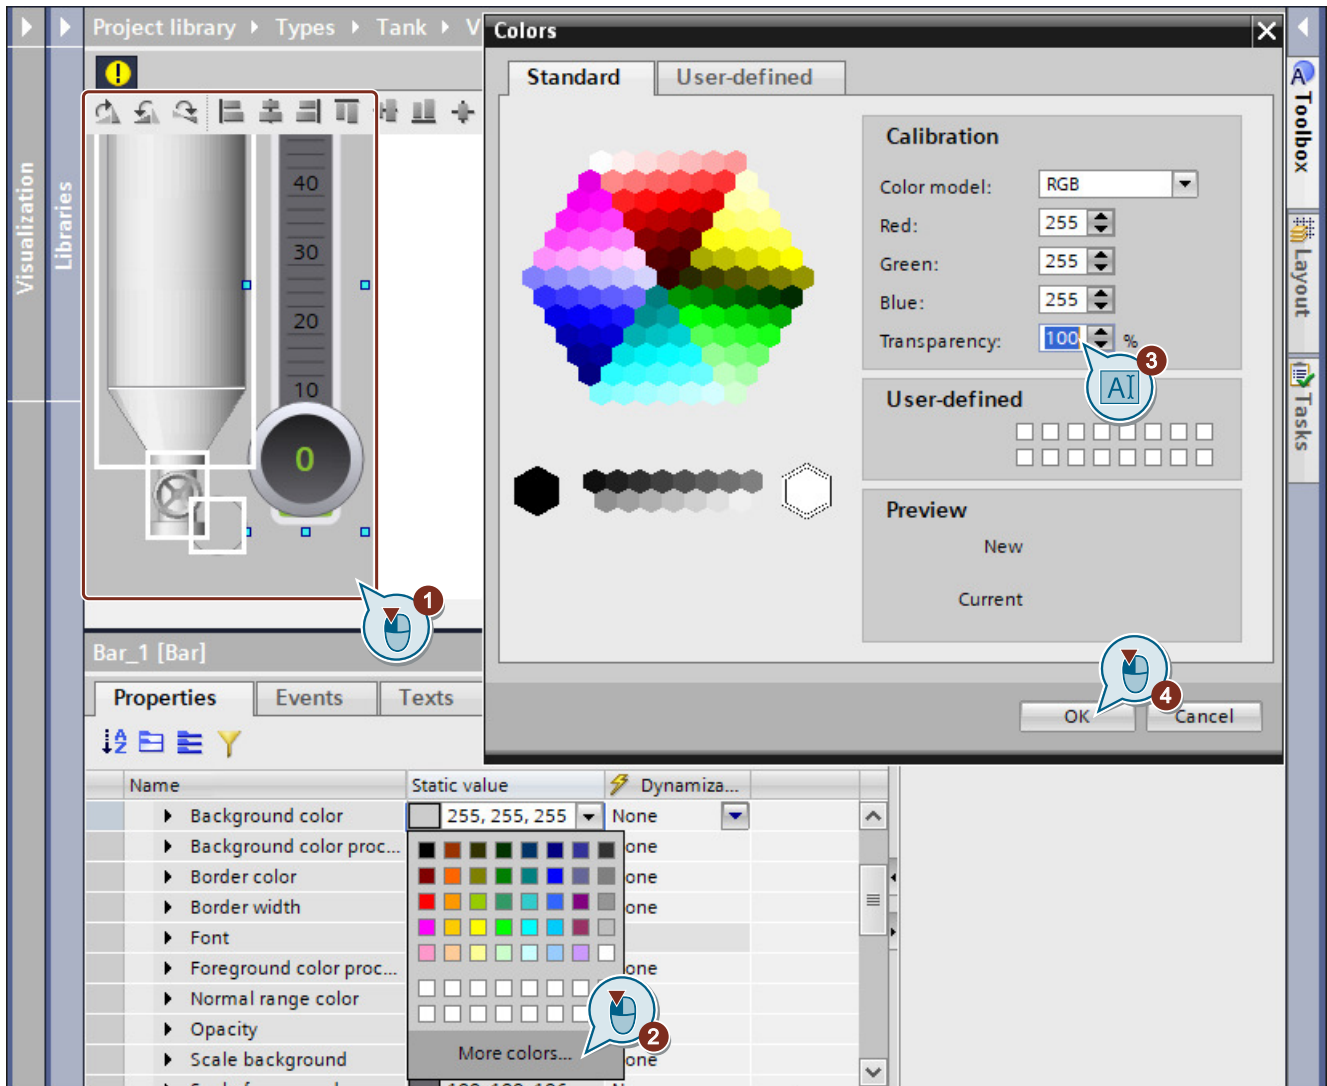 Project library ▸ Types ▸ Tank ▸ V
Visualization
Libraries
40
30
20
10
0
1
Colors
Standard
User-defined
Calibration
Color model: RGB
Red: 255
Green: 255
Blue: 255
Transparency: 100 %
3
A
User-defined
Preview
New
Current
OK
Cancel
4
Toolbox
Layout
Tasks
Bar_1 [Bar]
Properties
Events
Texts
Name
Static value
Dynamiza...
Background color
255, 255, 255
None
Background color proc...
one
Border color
one
Border width
one
Font
Foreground color proc...
one
Normal range color
Opacity
Scale background
one
More colors...
2